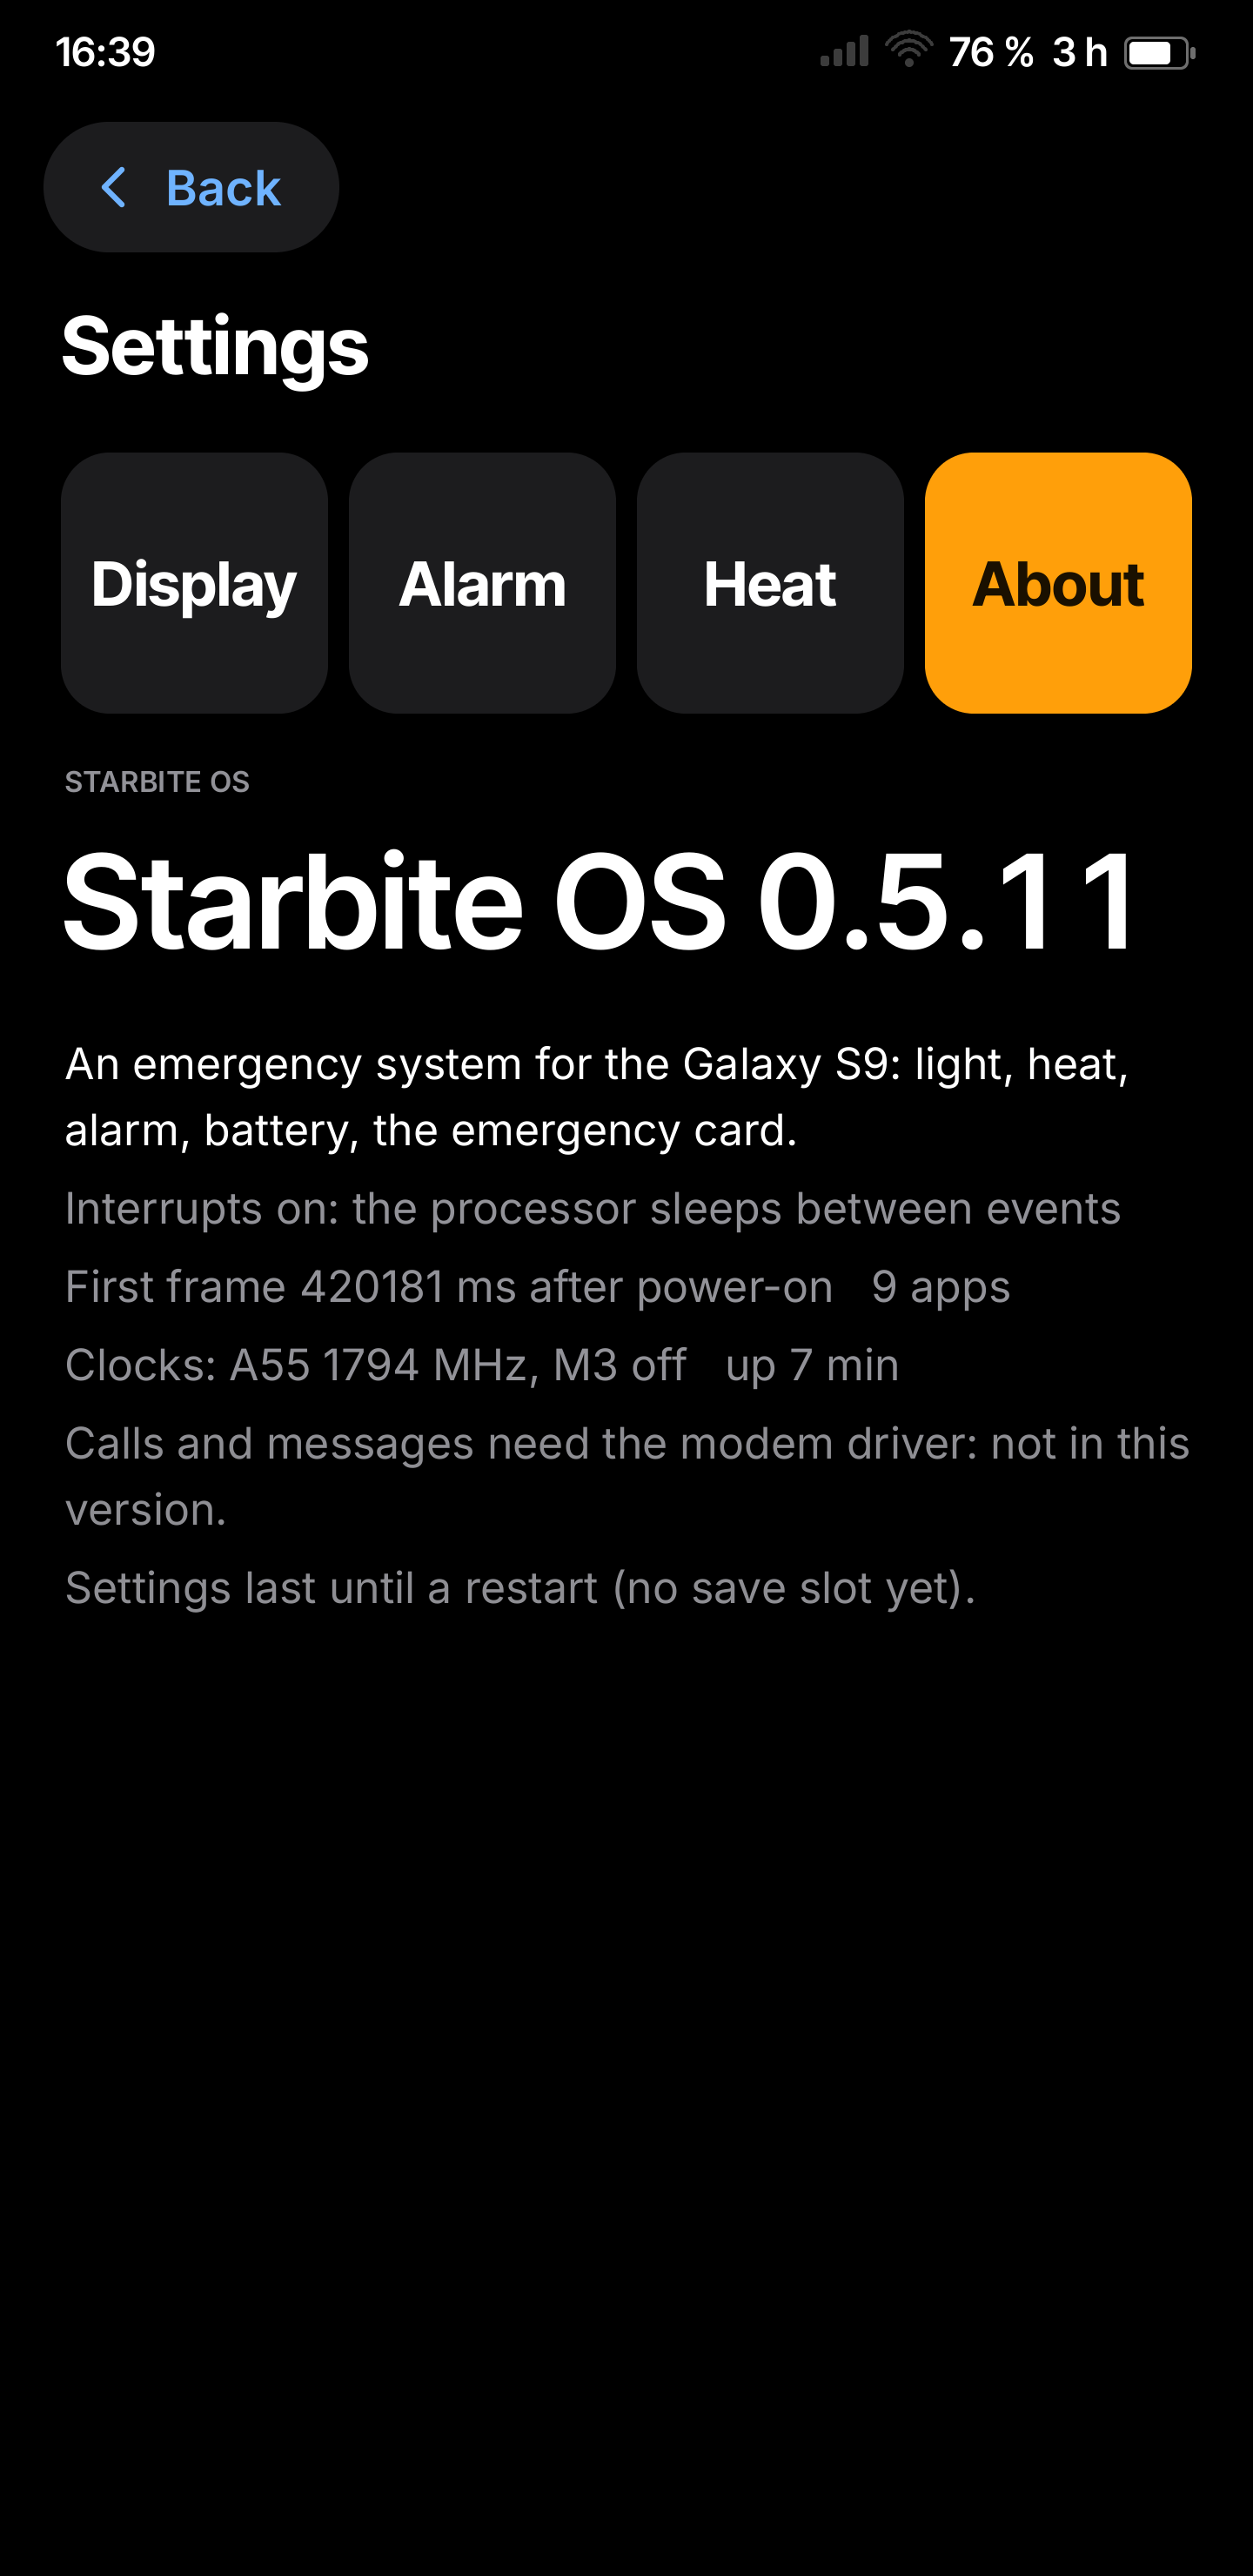 16:39 76 % 3 h
Back
Settings
Display Alarm Heat About
STARBITE OS
Starbite OS 0.5.11
An emergency system for the Galaxy S9: light, heat,
alarm, battery, the emergency card.
Interrupts on: the processor sleeps between events
First frame 420181 ms after power-on 9 apps
Clocks: A55 1794 MHz, M3 off up 7 min
Calls and messages need the modem driver: not in this
version.
Settings last until a restart (no save slot yet).